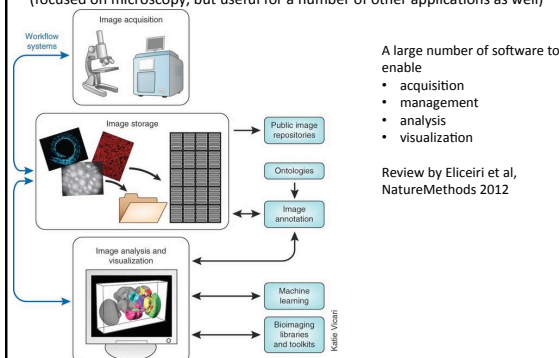 (focused on microscopy, but useful for a number of other applications as well)
Image acquisition
Workflow
systems
Image storage
Public image
repositories
Ontologies
Image
annotation
Image analysis and
visualization
Machine
learning
Bioimaging
libraries
and toolkits
Katie Vicari
A large number of software to
enable
• acquisition
• management
• analysis
• visualization
Review by Eliceiri et al,
NatureMethods 2012